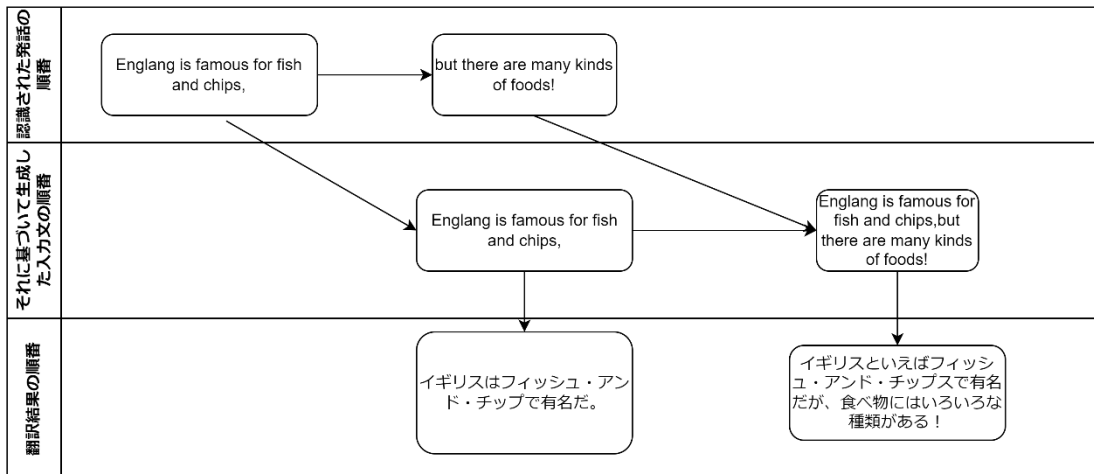 認識された発話の
順番
Englang is famous for fish
and chips,
but there are many kinds
of foods!
それに基づいて生成し
た入力文の順番
Englang is famous for fish
and chips,
Englang is famous for
fish and chips,but
there are many kinds
of foods!
翻訳結果の順番
イギリスはフィッシュ・アン
ド・チップで有名だ。
イギリスといえばフィッシ
ュ・アンド・チップスで有名
だが、食べ物にはいろいろな
種類がある！